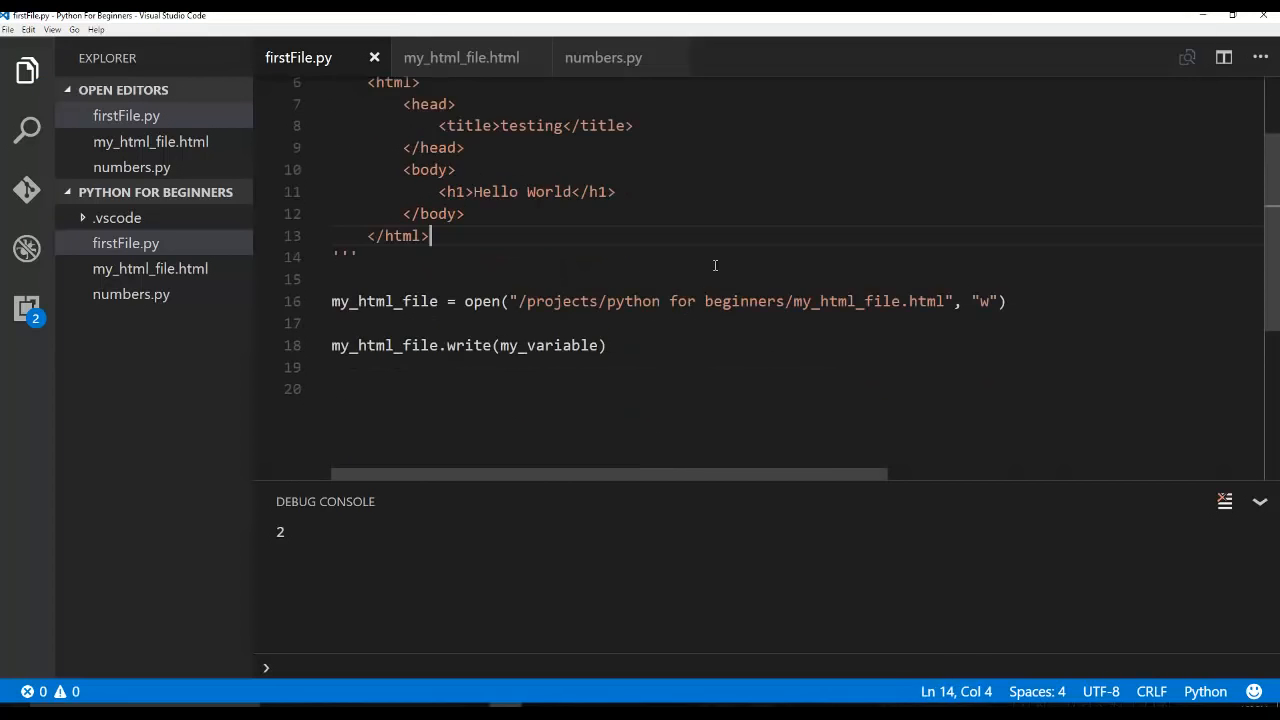 firstFile.py - Python For Beginners - Visual Studio Code
File Edit View Go Help
EXPLORER
OPEN EDITORS
firstFile.py
my_html_file.html
numbers.py
PYTHON FOR BEGINNERS
.vscode
firstFile.py
my_html_file.html
numbers.py
2
firstFile.py my_html_file.html numbers.py
6 <html>
7 <head>
8 <title>testing</title>
9 </head>
10 <body>
11 <h1>Hello World</h1>
12 </body>
13 </html>
14 '''
15
16 my_html_file = open("/projects/python for beginners/my_html_file.html", "w")
17
18 my_html_file.write(my_variable)
19
20
DEBUG CONSOLE
2
0 0 Ln 14, Col 4 Spaces: 4 UTF-8 CRLF Python